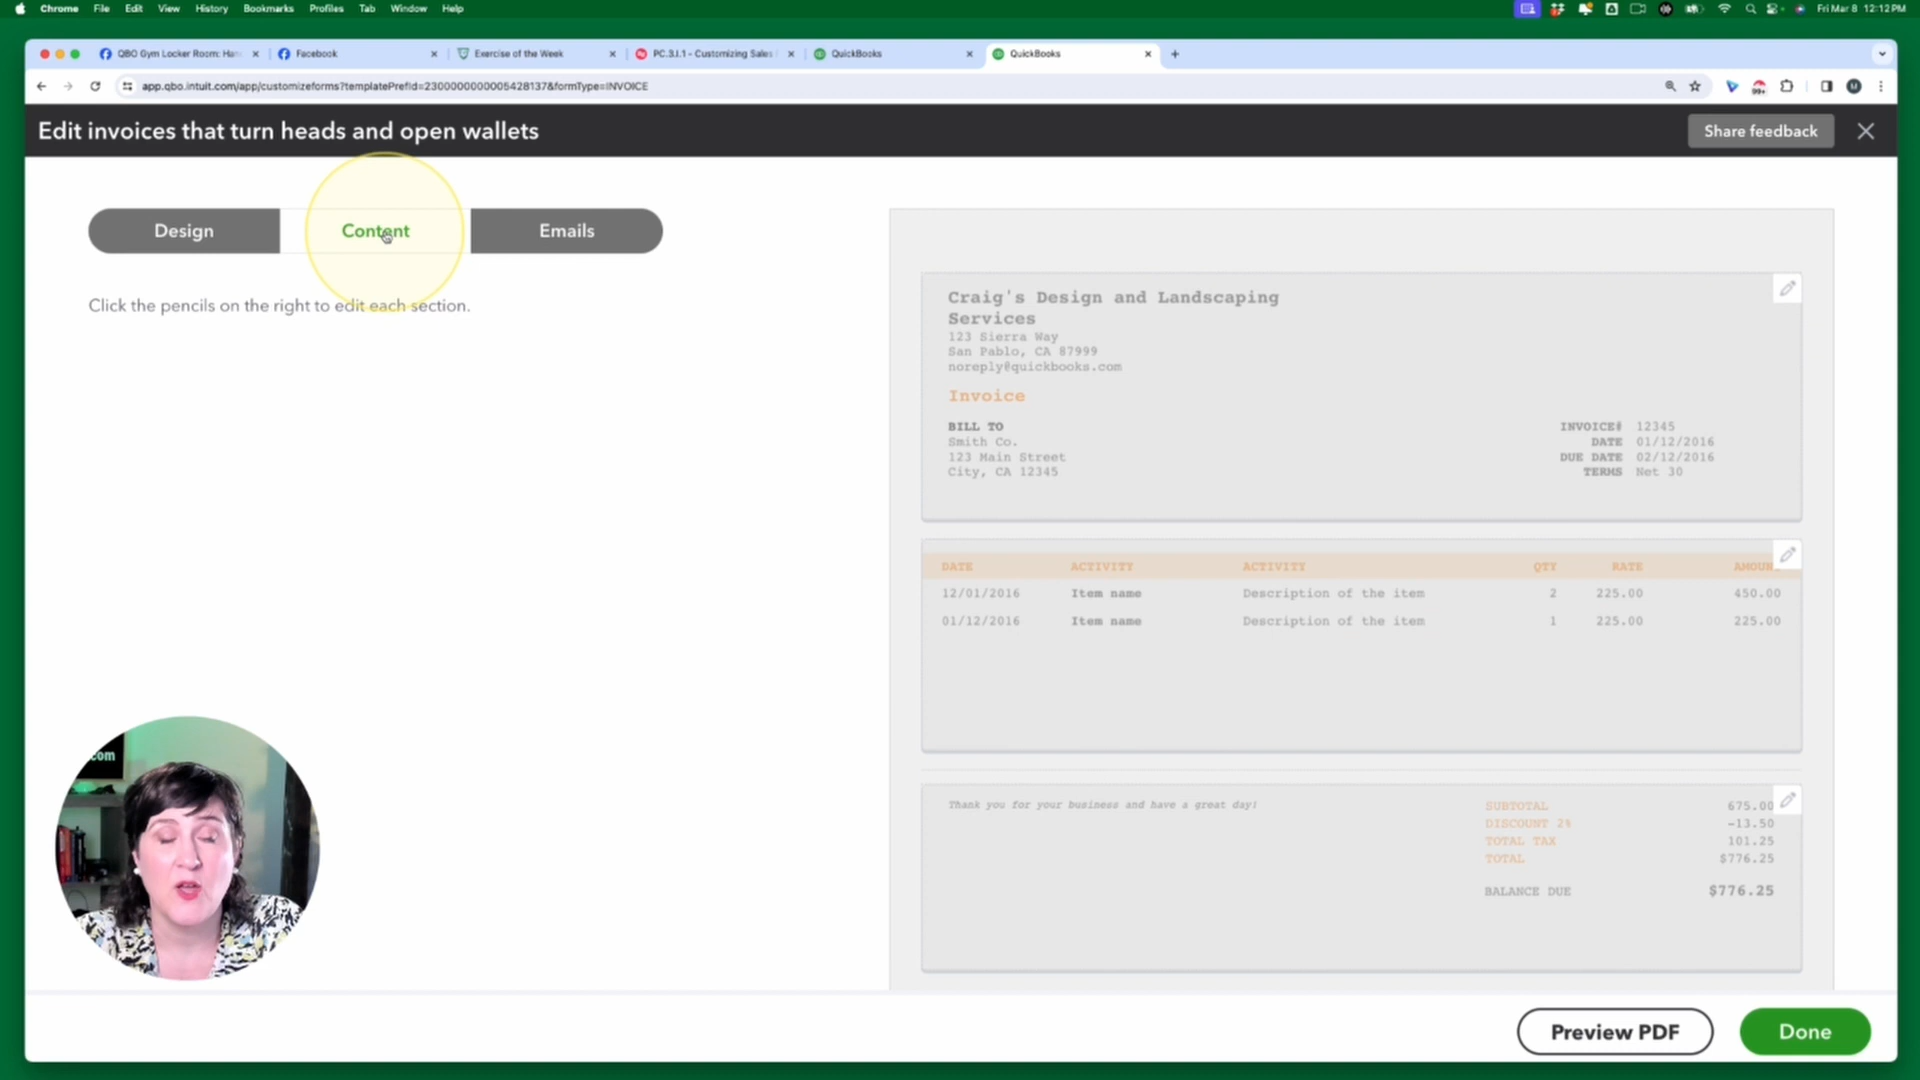 Chrome File Edit View History Bookmarks Profiles Tab Window Help
Fri Mar 8 12:12 PM
QBO Gym Locker Room: Han
Facebook
Exercise of the Week
PC.3.I.1 - Customizing Sales
QuickBooks
QuickBooks
app.qbo.intuit.com/app/customizeforms?templatePrefId=2300000000005428137&formType=INVOICE
99+
Edit invoices that turn heads and open wallets
Share feedback
Design
Content
Emails
Click the pencils on the right to edit each section.
Craig's Design and Landscaping
Services
123 Sierra Way
San Pablo, CA 87999
noreply@quickbooks.com
Invoice
BILL TO
Smith Co.
123 Main Street
City, CA 12345
INVOICE# 12345
DATE 01/12/2016
DUE DATE 02/12/2016
TERMS Net 30
DATE ACTIVITY ACTIVITY QTY RATE AMOUN
12/01/2016 Item name Description of the item 2 225.00 450.00
01/12/2016 Item name Description of the item 1 225.00 225.00
Thank you for your business and have a great day!
SUBTOTAL 675.00
DISCOUNT 2% -13.50
TOTAL TAX 101.25
TOTAL $776.25
BALANCE DUE $776.25
.com
Preview PDF
Done